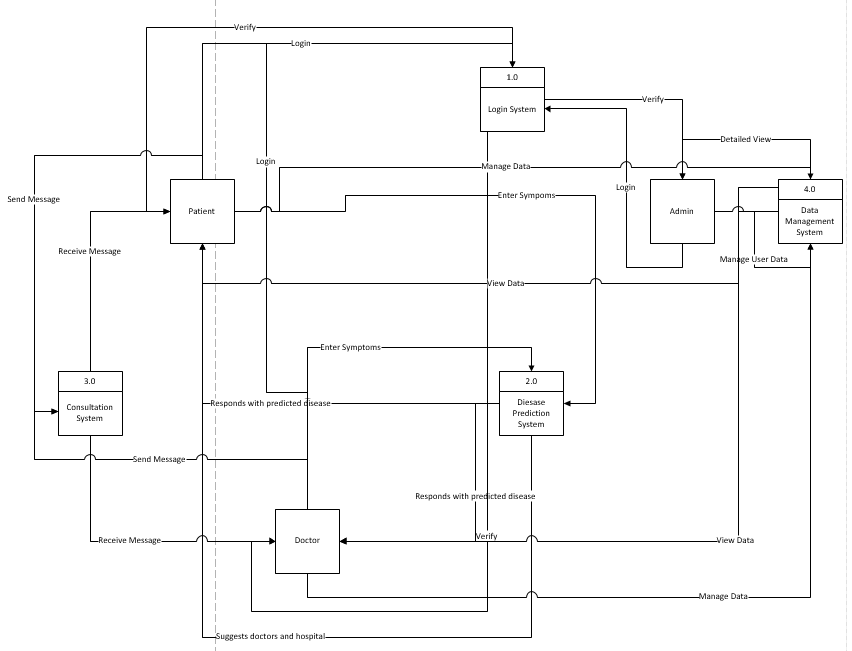 Verify
Login
1.0
Login System
Verify
Detailed View
Login
Manage Data
Login
4.0
Data
Management
System
Send Message
Patient
Enter Sympoms
Admin
Receive Message
Manage User Data
View Data
Enter Symptoms
3.0
Consultation
System
2.0
Diesase
Prediction
System
Responds with predicted disease
Send Message
Responds with predicted disease
Receive Message
Doctor
Verify
View Data
Manage Data
Suggests doctors and hospital